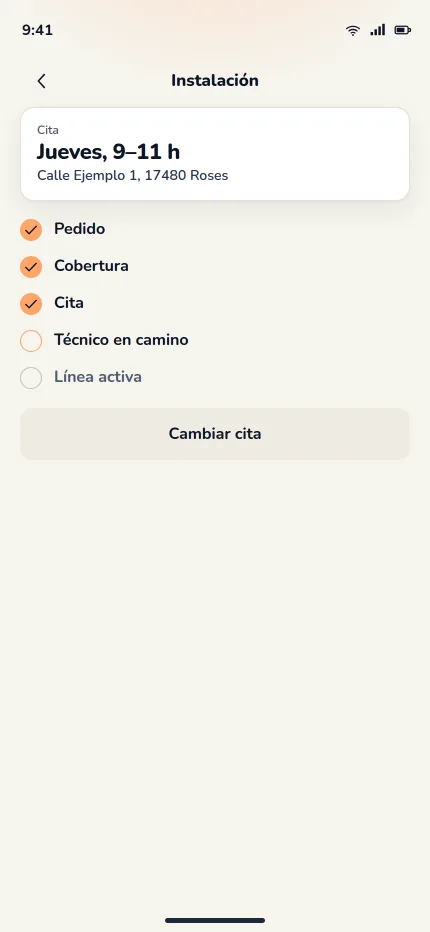 9:41
Instalación
Cita
Jueves, 9–11 h
Calle Ejemplo 1, 17480 Roses
Pedido
Cobertura
Cita
Técnico en camino
Línea activa
Cambiar cita